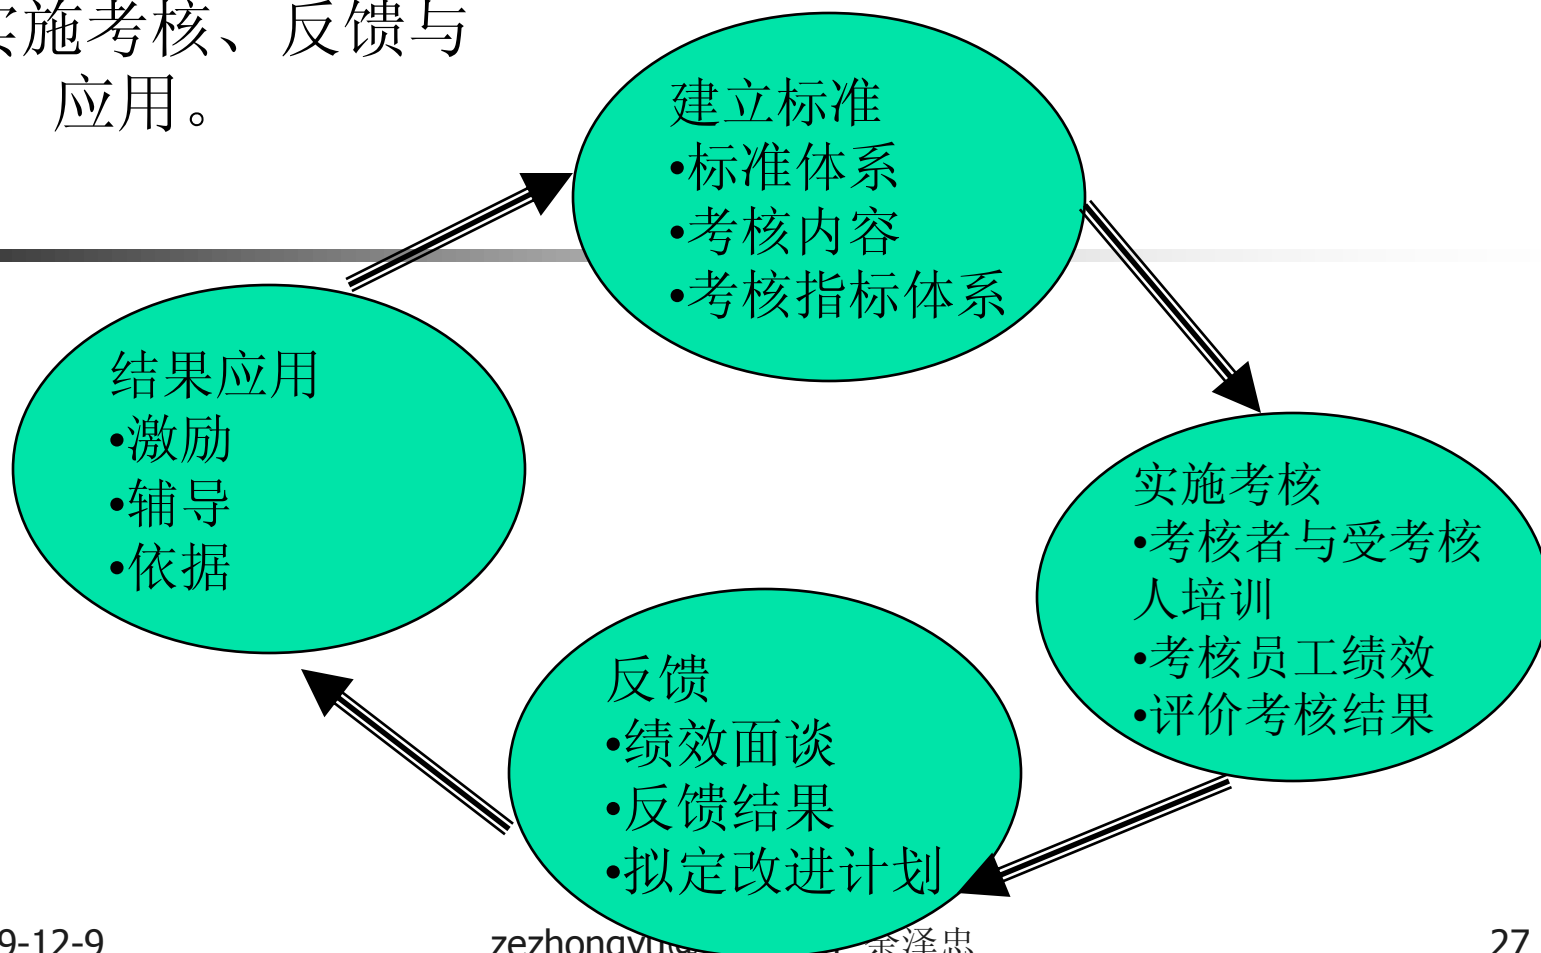 施考核、反馈与
应用。
建立标准
•标准体系
•考核内容
•考核指标体系
结果应用
•激励
•辅导
•依据
实施考核
•考核者与受考核
人培训
•考核员工绩效
•评价考核结果
反馈
•绩效面谈
•反馈结果
•拟定改进计划
9-12-9
zezhongyu@
余泽忠
27